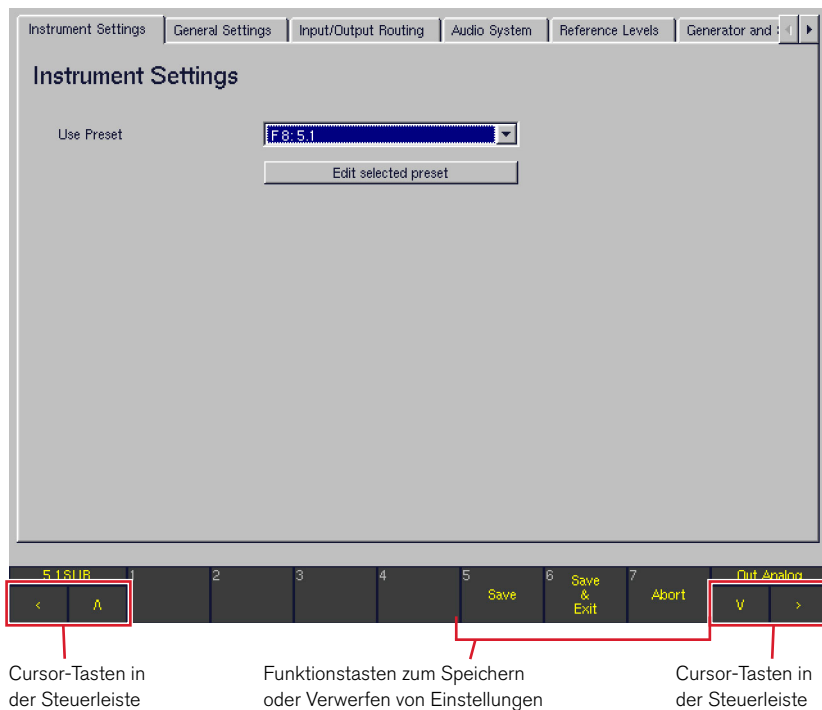 Instrument Settings General Settings Input/Output Routing Audio System Reference Levels Generator and
Instrument Settings
Use Preset F 8: 5.1
Edit selected preset
5.1SUB 1 2 3 4 5 6 7 Out Analog
< Λ Save Save & Exit Abort V >
Cursor-Tasten in
der Steuerleiste
Funktionstasten zum Speichern
oder Verwerfen von Einstellungen
Cursor-Tasten in
der Steuerleiste